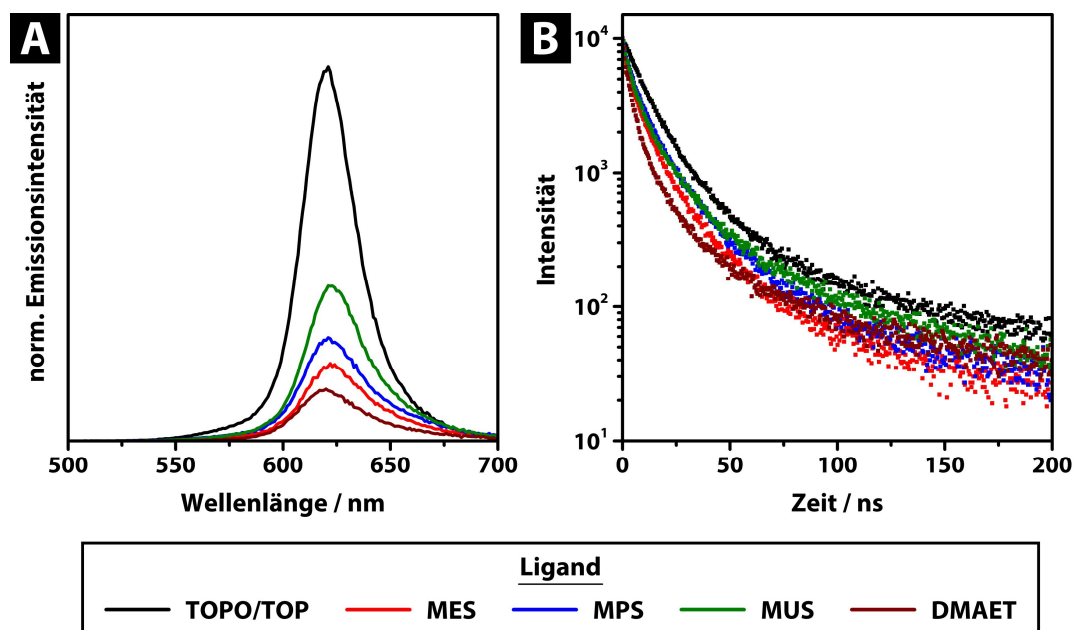 A
B
norm. Emissionsintensität
500
550
600
650
700
Wellenlänge / nm
Intensität
10⁴
10³
10²
10¹
0
50
100
150
200
Zeit / ns
Ligand
TOPO/TOP MES MPS MUS DMAET